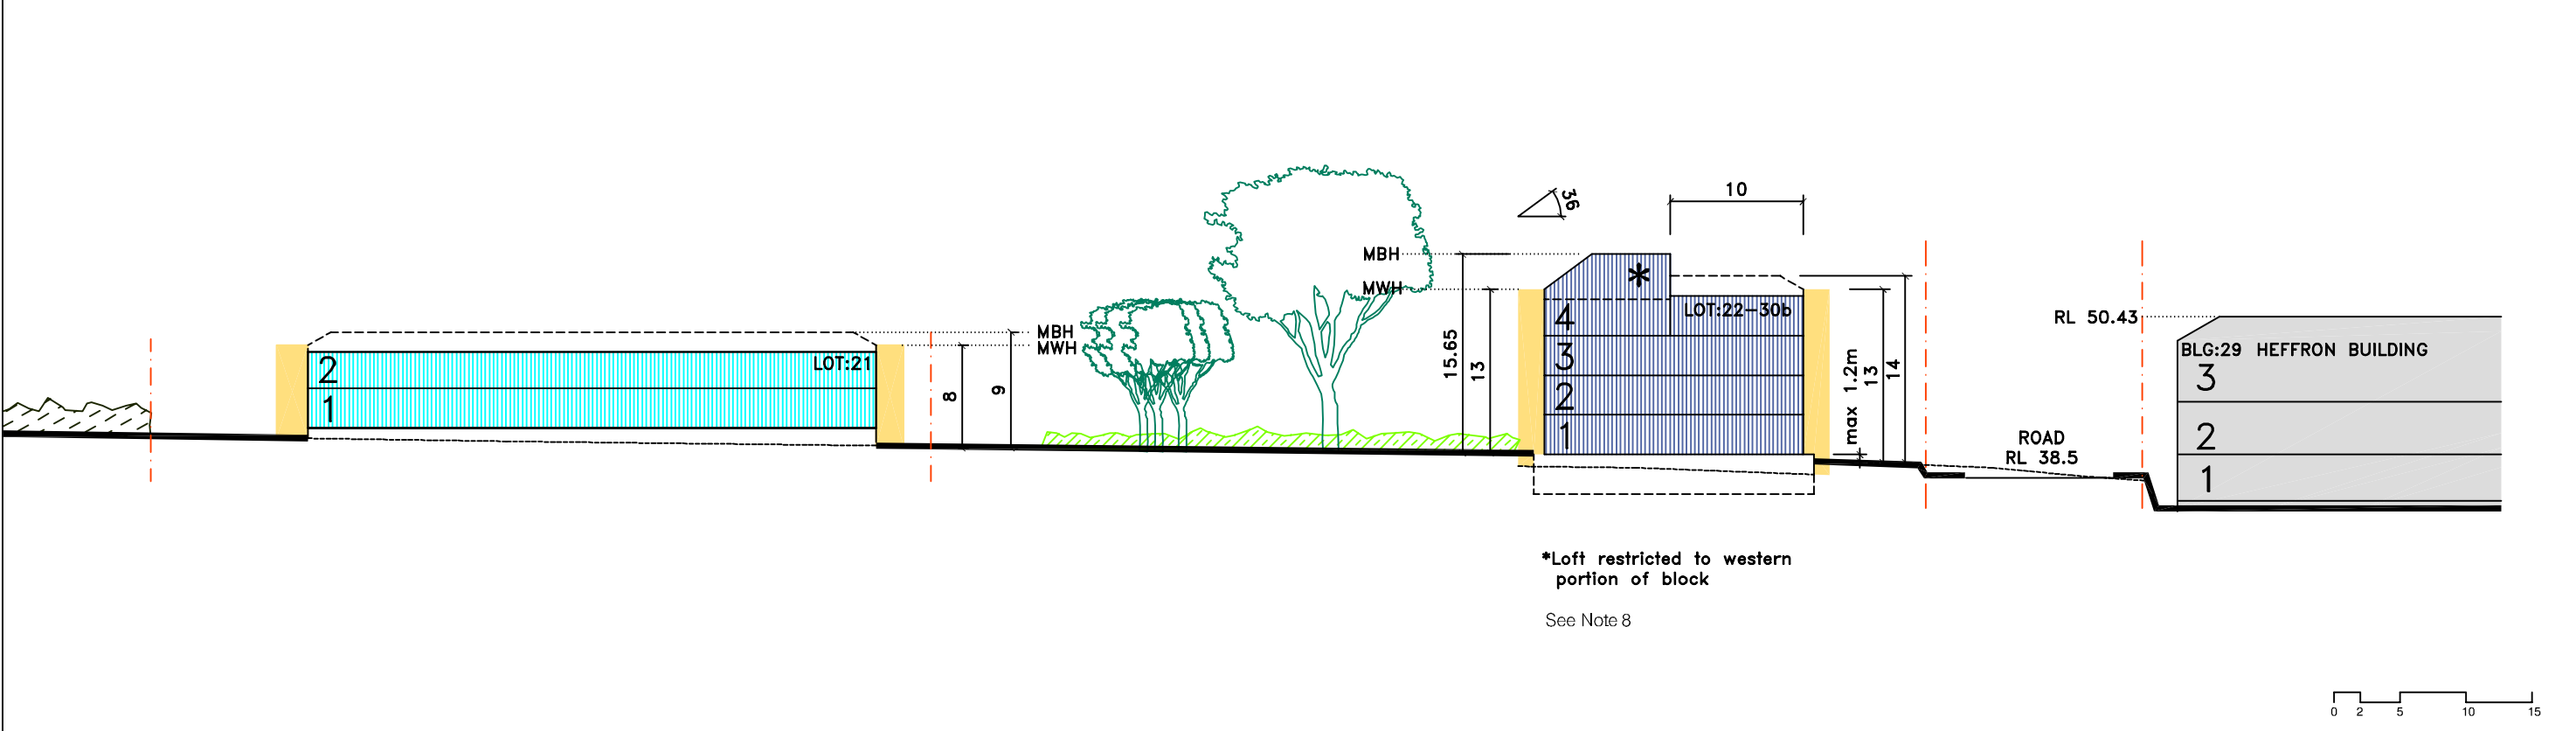 2
1
LOT:21
8
9
MBH
MWH
MBH
MWH
15.65
13
36
10
*
4
3
2
1
LOT:22-30b
max 1.2m
13
14
ROAD
RL 38.5
RL 50.43
BLG:29 HEFFRON BUILDING
3
2
1
*Loft restricted to western
portion of block
See Note 8
0 2 5 10 15